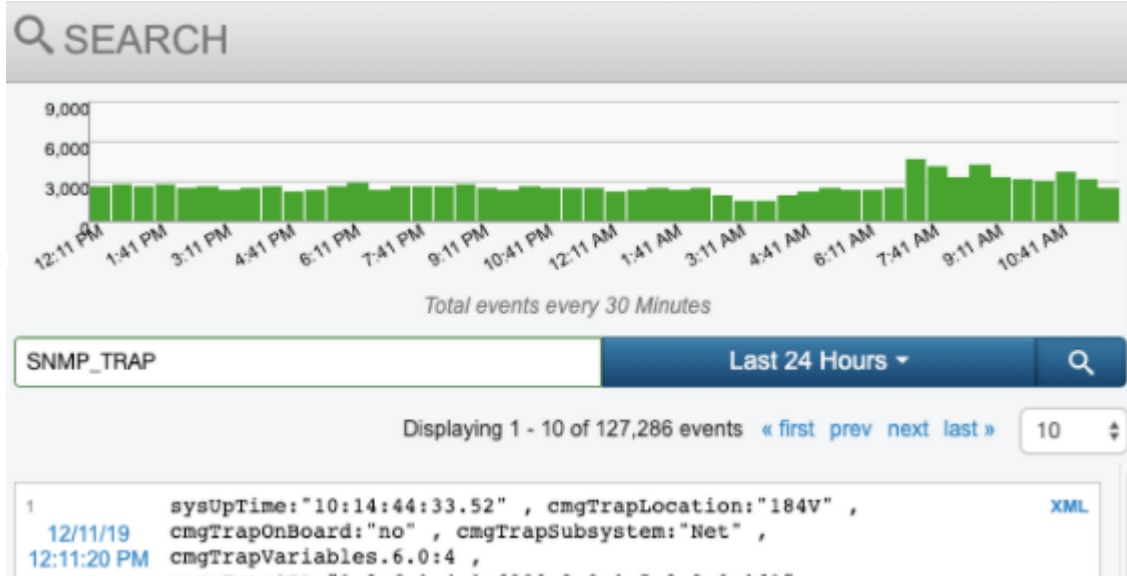 SEARCH
9,000
6,000
3,000
0
12:11 PM 1:41 PM 3:11 PM 4:41 PM 6:11 PM 7:41 PM 9:11 PM 10:41 PM 12:11 AM 1:41 AM 3:11 AM 4:41 AM 6:11 AM 7:41 AM 9:11 AM 10:41 AM
Total events every 30 Minutes
SNMP_TRAP Last 24 Hours
Displaying 1 - 10 of 127,286 events « first prev next last » 10
1 sysUpTime:"10:14:44:33.52" , cmgTrapLocation:"184V" , XML
12/11/19 cmgTrapOnBoard:"no" , cmgTrapSubsystem:"Net" ,
12:11:20 PM cmgTrapVariables.6.0:4 ,